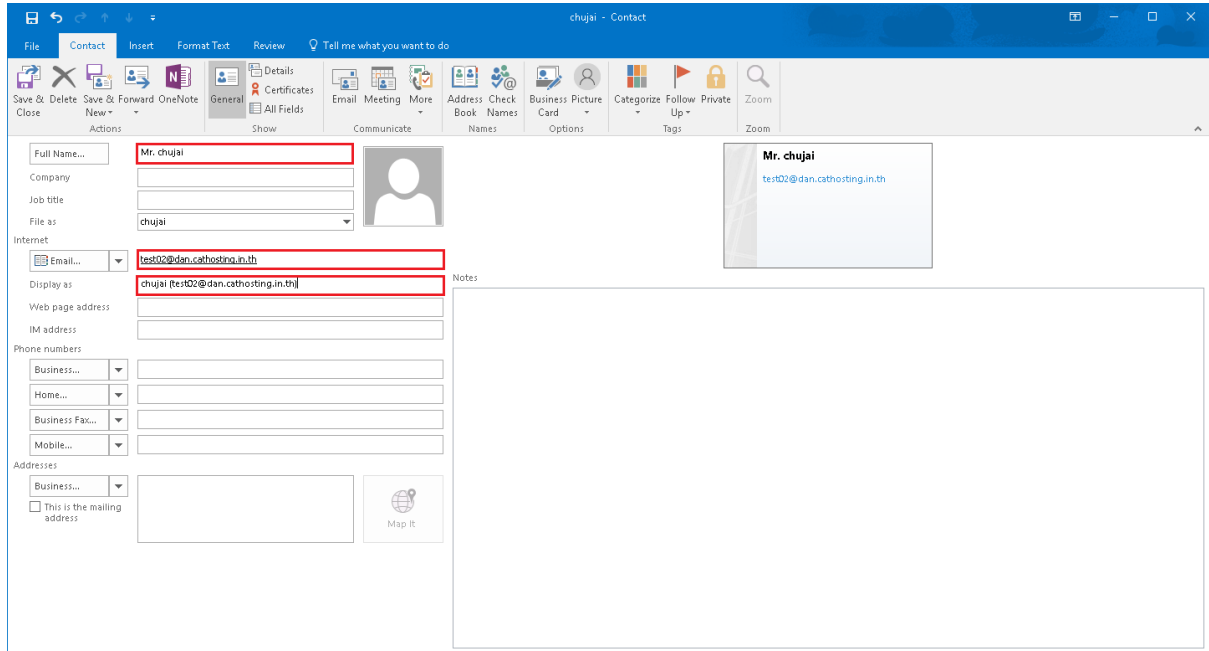 chujai - Contact
File Contact Insert Format Text Review Tell me what you want to do
Save & Close
Delete
Save & New
Forward
OneNote
General
Details
Certificates
All Fields
Email
Meeting
More
Address Book
Check Names
Business Card
Picture
Categorize
Follow Up
Private
Zoom
Actions Show Communicate Names Options Tags Zoom
Full Name... Mr. chujai
Company
Job title
File as chujai
Internet
Email... test02@dan.cathosting.in.th
Display as chujai (test02@dan.cathosting.in.th)
Web page address
IM address
Phone numbers
Business...
Home...
Business Fax...
Mobile...
Addresses
Business...
This is the mailing
address
Map It
Mr. chujai
test02@dan.cathosting.in.th
Notes